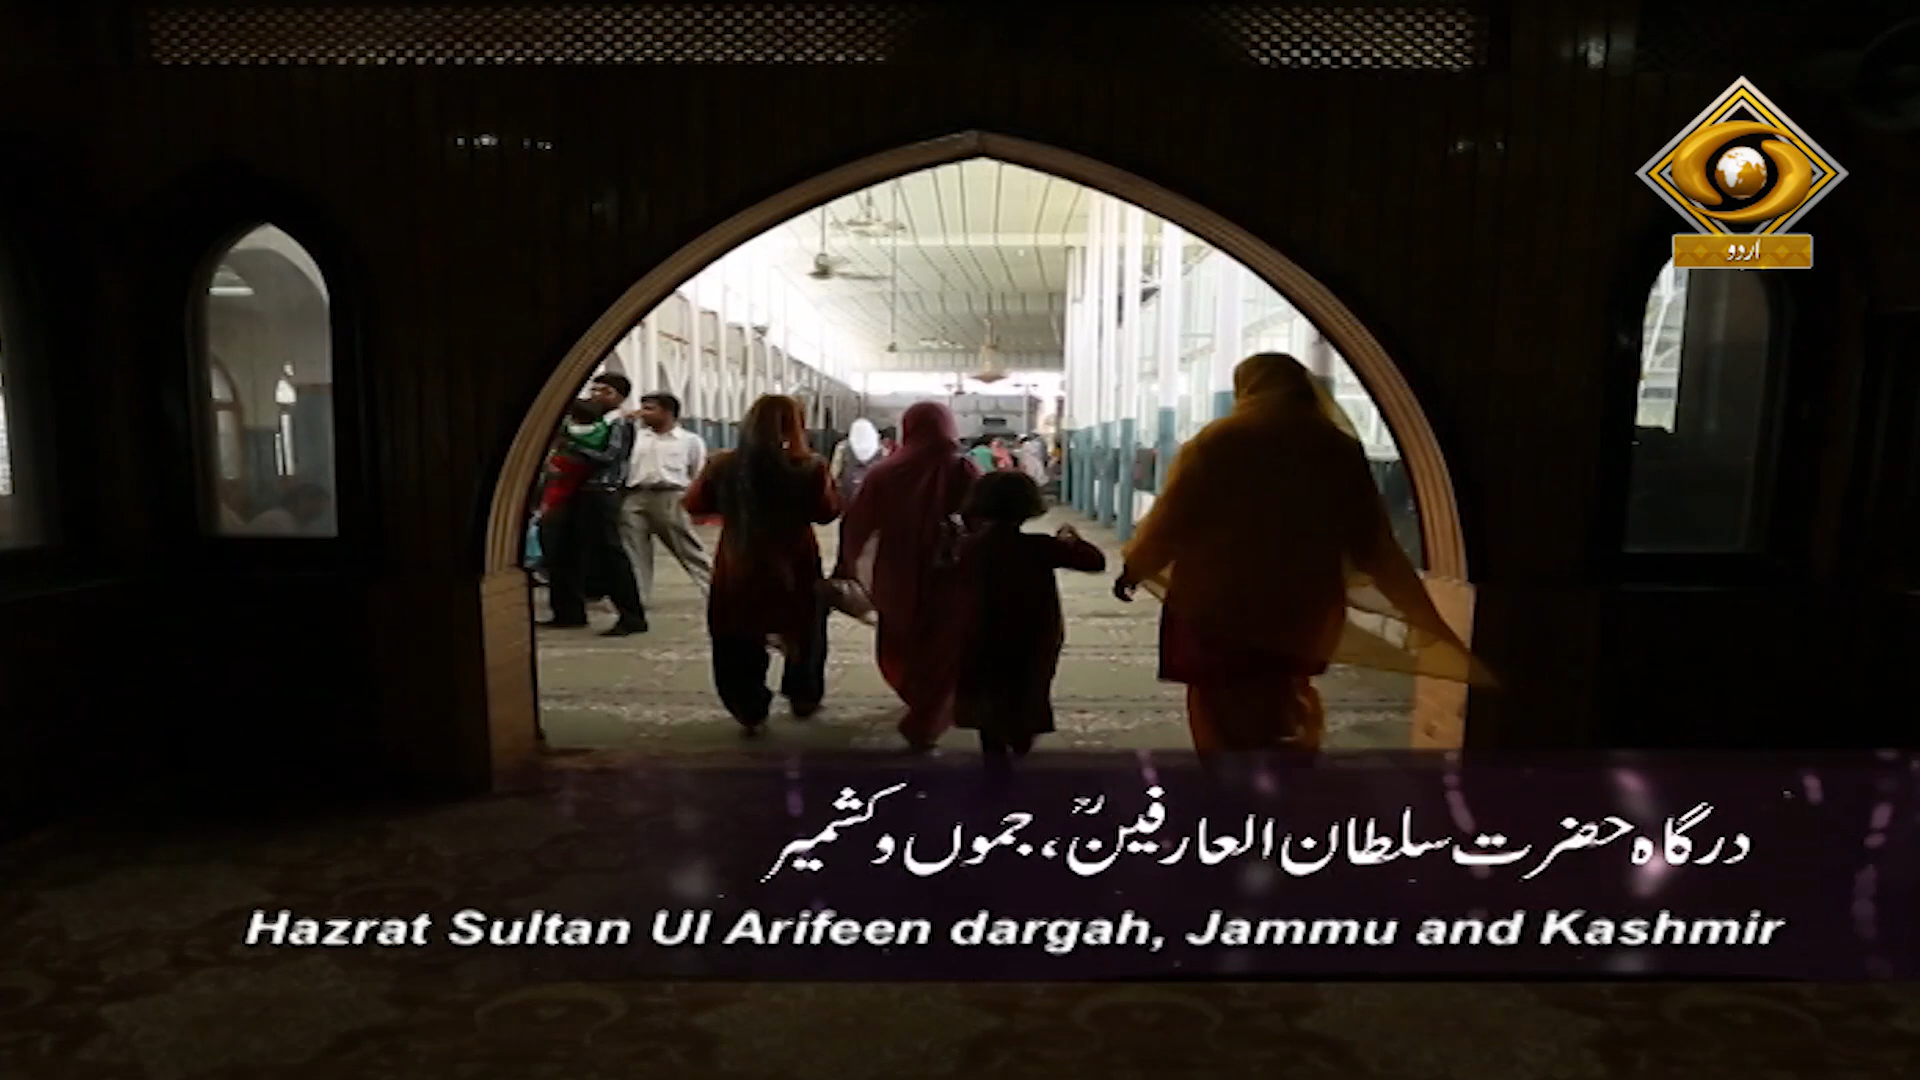 اردو
درگاہ حضرت سلطان العارفینؒ، جموں و کشمیر
Hazrat Sultan Ul Arifeen dargah, Jammu and Kashmir